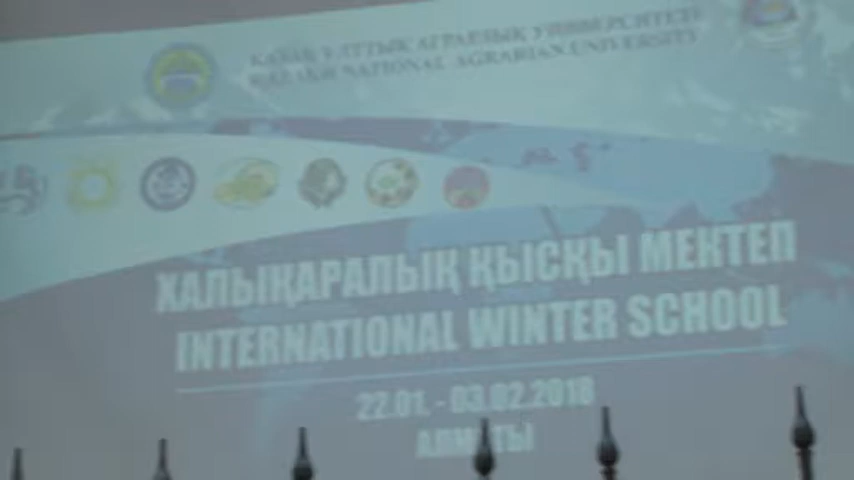 ҚАЗАҚ ҰЛТТЫҚ АГРАРЛЫҚ УНИВЕРСИТЕТІ
KAZAKH NATIONAL AGRARIAN UNIVERSITY
ХАЛЫҚАРАЛЫҚ ҚЫСҚЫ МЕКТЕП
INTERNATIONAL WINTER SCHOOL
22.01. - 03.02.2018
АЛМАТЫ